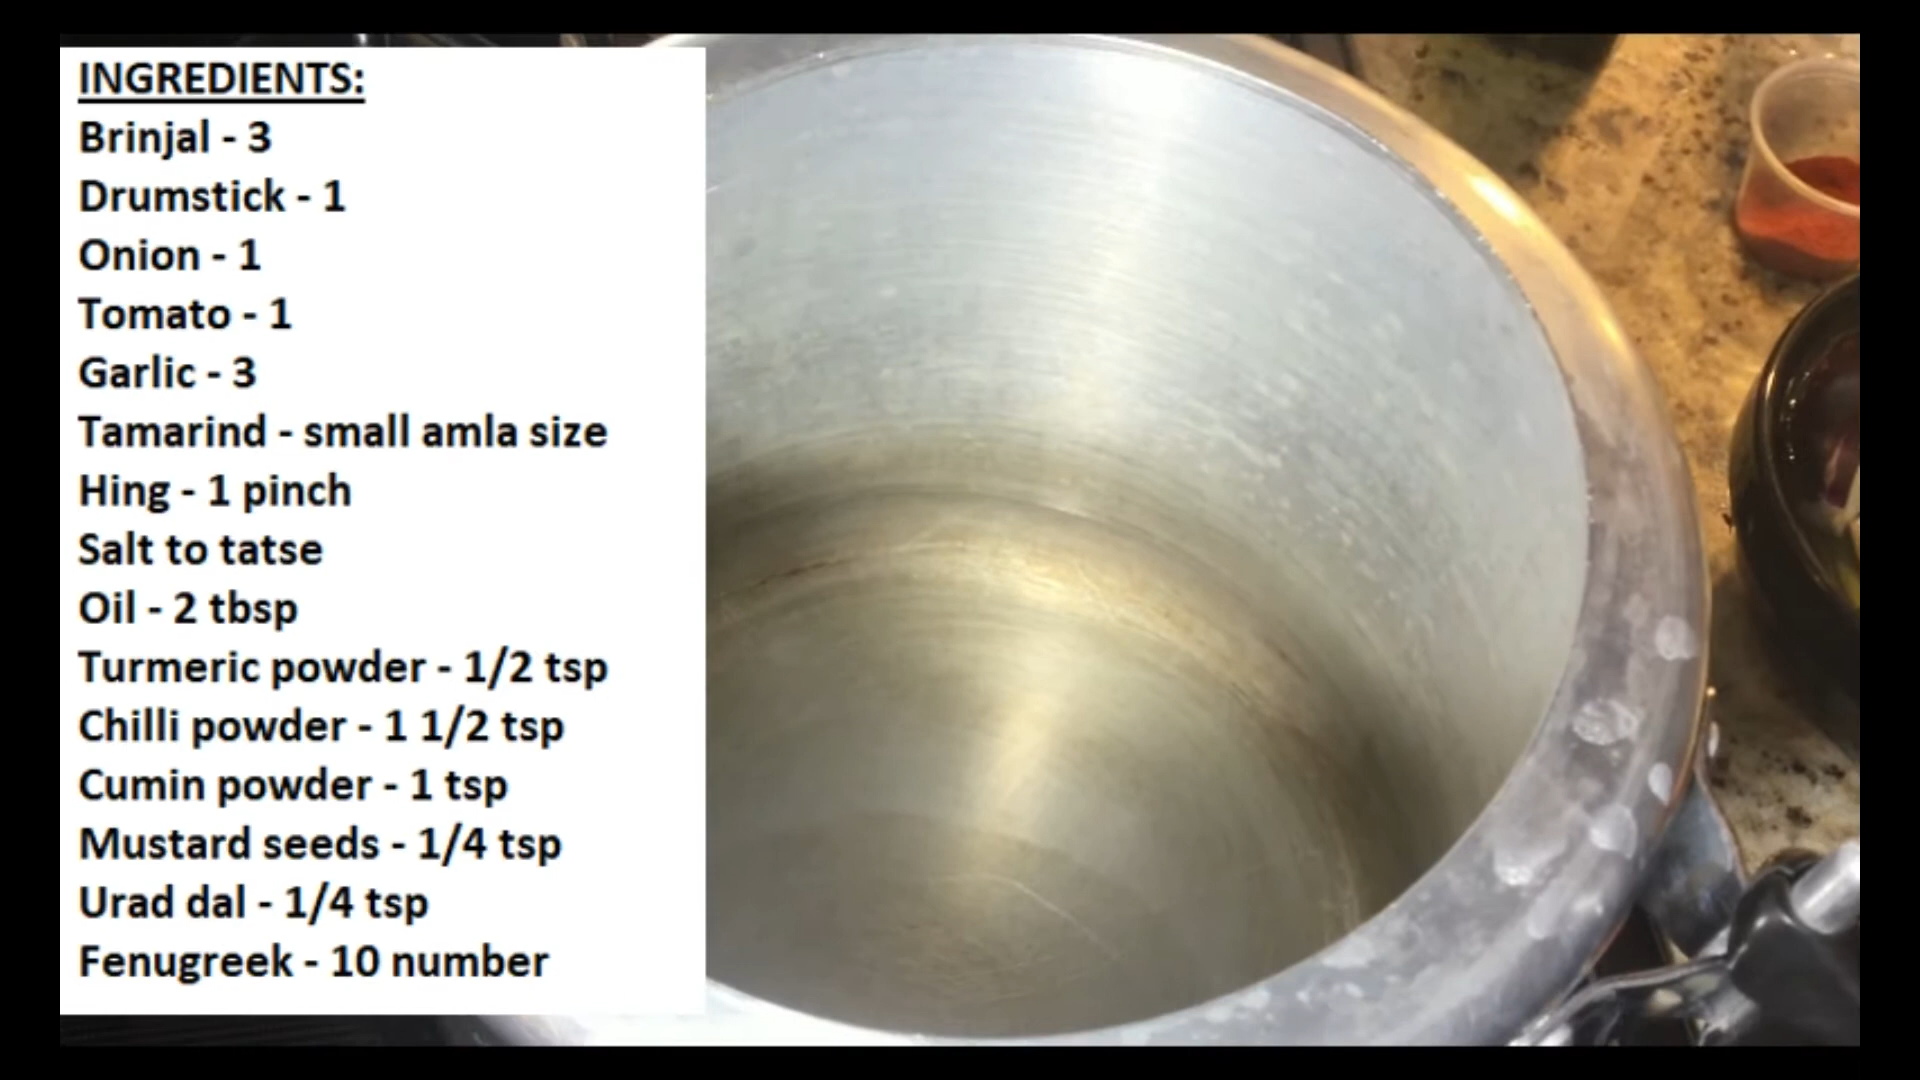 INGREDIENTS:
Brinjal - 3
Drumstick - 1
Onion - 1
Tomato - 1
Garlic - 3
Tamarind - small amla size
Hing - 1 pinch
Salt to tatse
Oil - 2 tbsp
Turmeric powder - 1/2 tsp
Chilli powder - 1 1/2 tsp
Cumin powder - 1 tsp
Mustard seeds - 1/4 tsp
Urad dal - 1/4 tsp
Fenugreek - 10 number